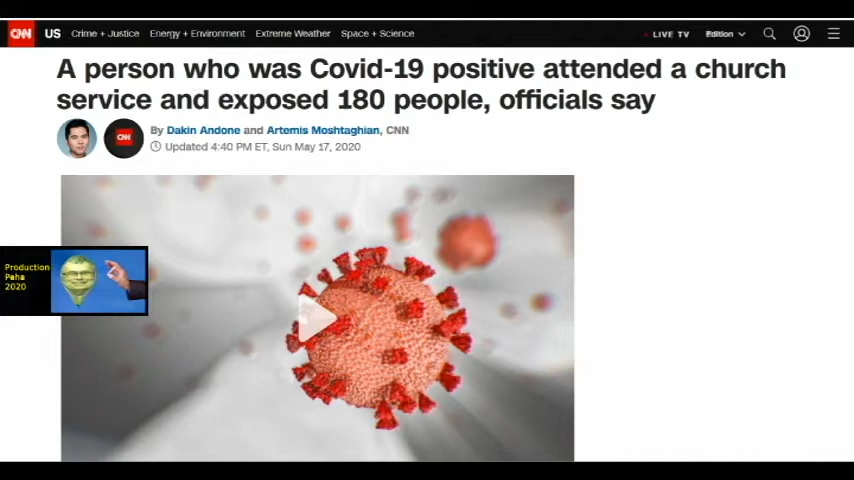 CNN US Crime + Justice Energy + Environment Extreme Weather Space + Science LIVE TV Edition
A person who was Covid-19 positive attended a church
service and exposed 180 people, officials say
CNN By Dakin Andone and Artemis Moshtaghian, CNN
Updated 4:40 PM ET, Sun May 17, 2020
Production
Paha
2020